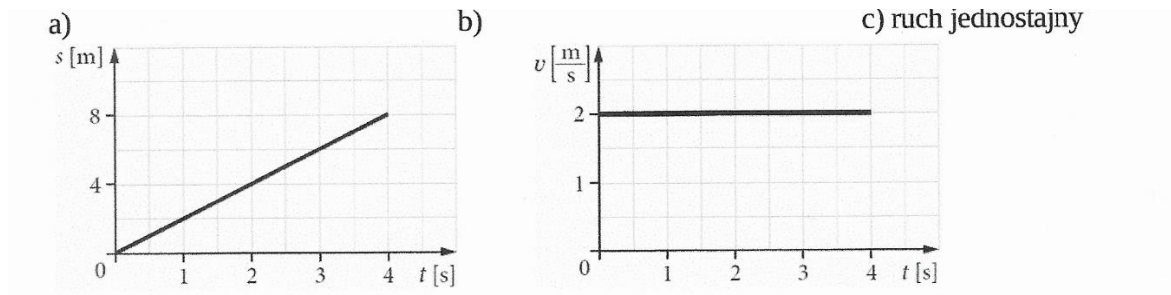 a)
b)
c) ruch jednostajny
s [m]
8
4
0
1 2 3 4 t [s]
v [m/s]
2
1
0
1 2 3 4 t [s]